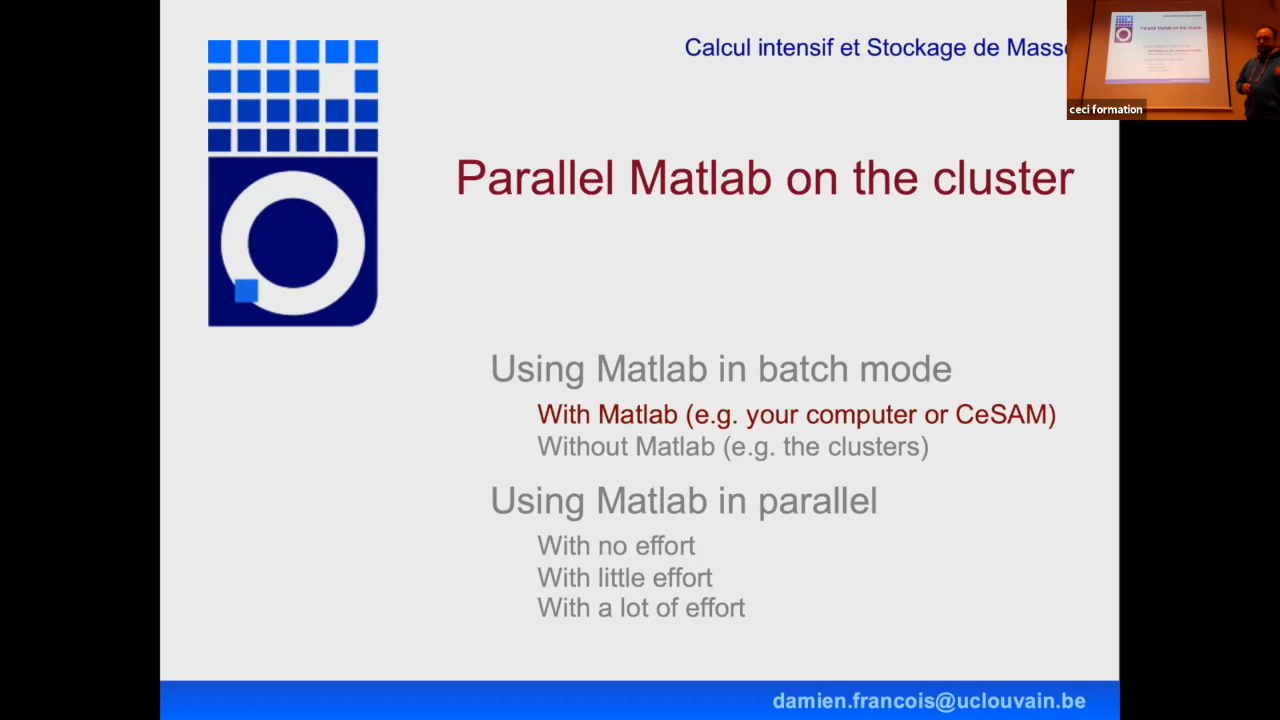 Calcul intensif et Stockage de Mass
ceci formation
Parallel Matlab on the cluster
Using Matlab in batch mode
With Matlab (e.g. your computer or CeSAM)
Without Matlab (e.g. the clusters)
Using Matlab in parallel
With no effort
With little effort
With a lot of effort
damien.francois@uclouvain.be